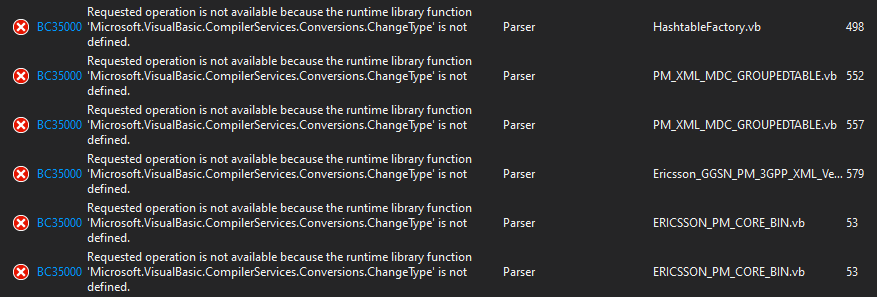 Requested operation is not available because the runtime library function
BC35000 'Microsoft.VisualBasic.CompilerServices.Conversions.ChangeType' is not Parser HashtableFactory.vb 498
defined.
Requested operation is not available because the runtime library function
BC35000 'Microsoft.VisualBasic.CompilerServices.Conversions.ChangeType' is not Parser PM_XML_MDC_GROUPEDTABLE.vb 552
defined.
Requested operation is not available because the runtime library function
BC35000 'Microsoft.VisualBasic.CompilerServices.Conversions.ChangeType' is not Parser PM_XML_MDC_GROUPEDTABLE.vb 557
defined.
Requested operation is not available because the runtime library function
BC35000 'Microsoft.VisualBasic.CompilerServices.Conversions.ChangeType' is not Parser Ericsson_GGSN_PM_3GPP_XML_Ve... 579
defined.
Requested operation is not available because the runtime library function
BC35000 'Microsoft.VisualBasic.CompilerServices.Conversions.ChangeType' is not Parser ERICSSON_PM_CORE_BIN.vb 53
defined.
Requested operation is not available because the runtime library function
BC35000 'Microsoft.VisualBasic.CompilerServices.Conversions.ChangeType' is not Parser ERICSSON_PM_CORE_BIN.vb 53
defined.